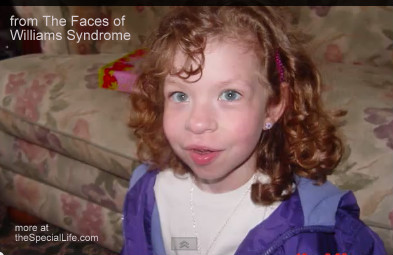 from The Faces of
Williams Syndrome
more at
theSpecialLife.com